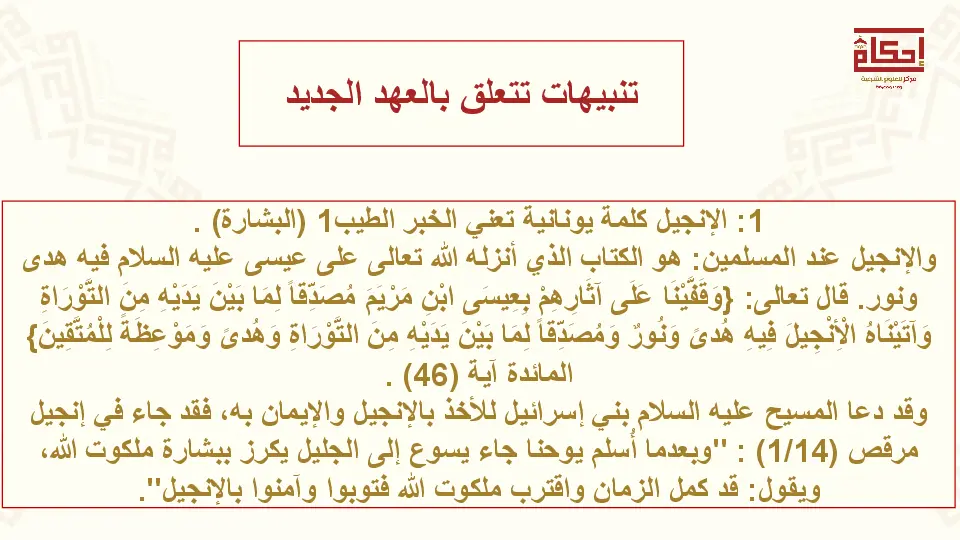 إحكام
مركز للعلوم الشرعية
تنبيهات تتعلق بالعهد الجديد
1: الإنجيل كلمة يونانية تعني الخبر الطيب1 (البشارة) .
والإنجيل عند المسلمين: هو الكتاب الذي أنزله الله تعالى على عيسى عليه السلام فيه هدى
ونور. قال تعالى: {وَقَفَّيْنَا عَلَى آثَارِهِمْ بِعِيسَى ابْنِ مَرْيَمَ مُصَدِّقاً لِمَا بَيْنَ يَدَيْهِ مِنَ التَّوْرَاةِ
وَآتَيْنَاهُ الْأِنْجِيلَ فِيهِ هُدىً وَنُورٌ وَمُصَدِّقاً لِمَا بَيْنَ يَدَيْهِ مِنَ التَّوْرَاةِ وَهُدىً وَمَوْعِظَةً لِلْمُتَّقِينَ}
المائدة آية (46) .
وقد دعا المسيح عليه السلام بني إسرائيل للأخذ بالإنجيل والإيمان به، فقد جاء في إنجيل
مرقص (1/14) : "وبعدما أُسلم يوحنا جاء يسوع إلى الجليل يكرز ببشارة ملكوت الله،
ويقول: قد كمل الزمان واقترب ملكوت الله فتوبوا وآمنوا بالإنجيل".